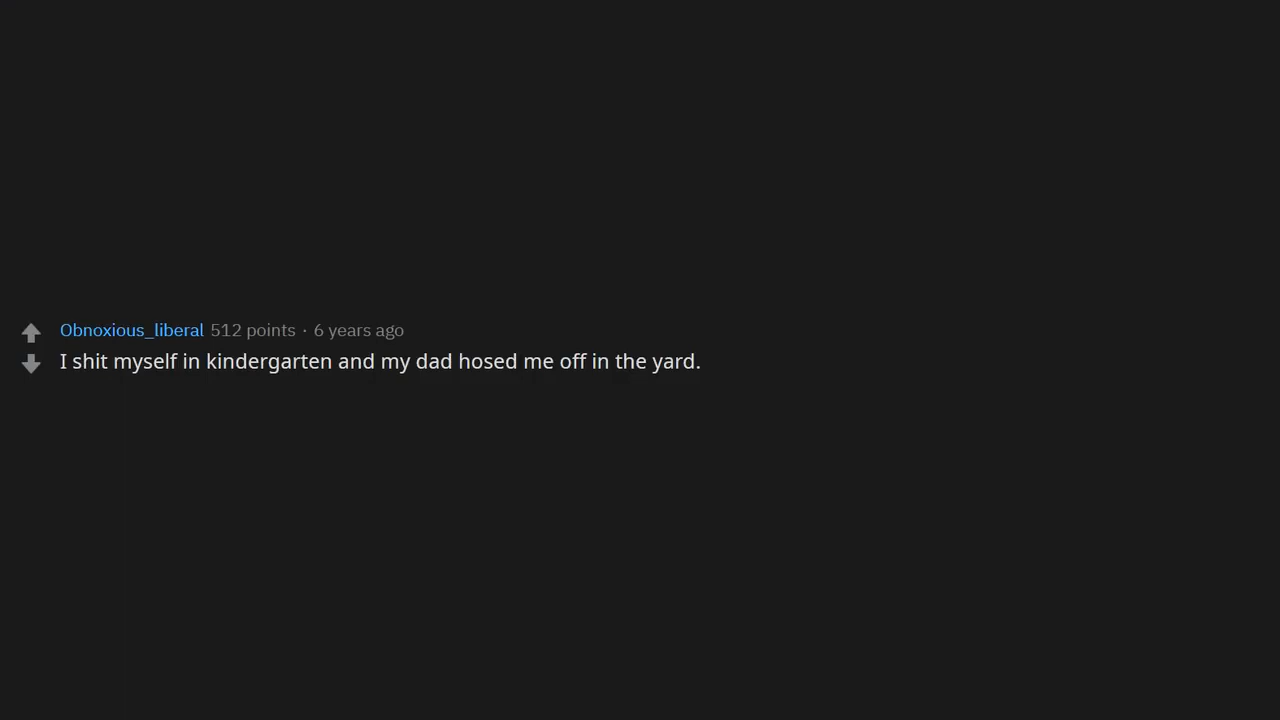 Obnoxious_liberal 512 points · 6 years ago
I shit myself in kindergarten and my dad hosed me off in the yard.